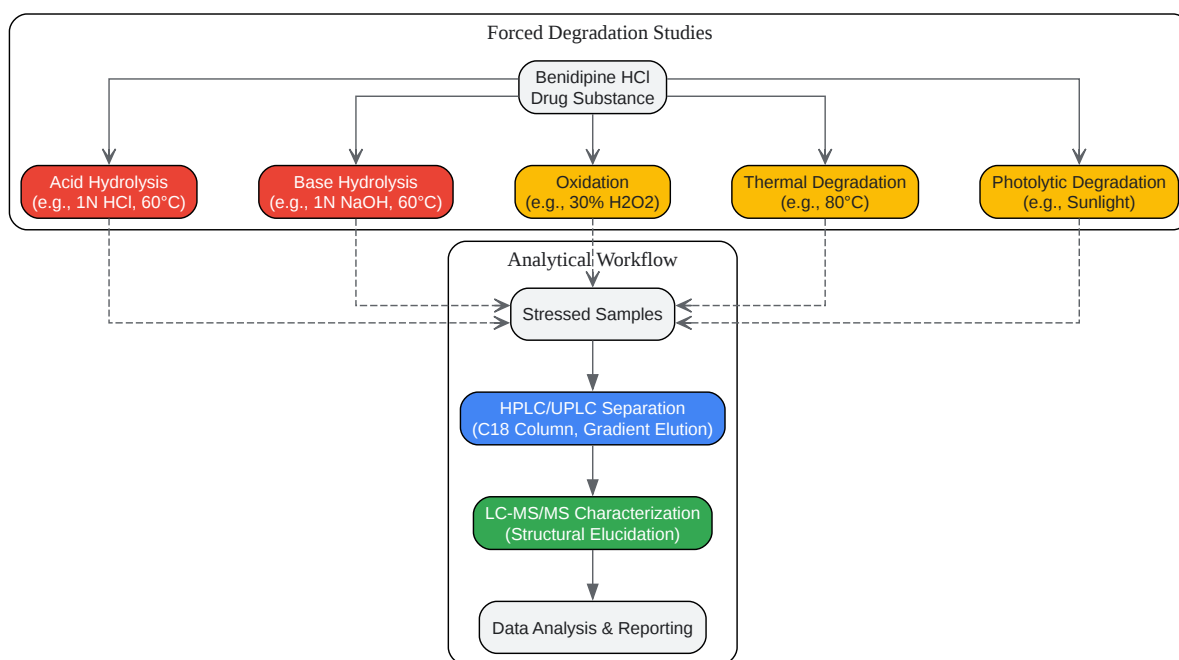 Forced Degradation Studies
Benidipine HCl
Drug Substance
Acid Hydrolysis
(e.g., 1N HCl, 60°C)
Base Hydrolysis
(e.g., 1N NaOH, 60°C)
Oxidation
(e.g., 30% H2O2)
Thermal Degradation
(e.g., 80°C)
Photolytic Degradation
(e.g., Sunlight)
Analytical Workflow
Stressed Samples
HPLC/UPLC Separation
(C18 Column, Gradient Elution)
LC-MS/MS Characterization
(Structural Elucidation)
Data Analysis & Reporting